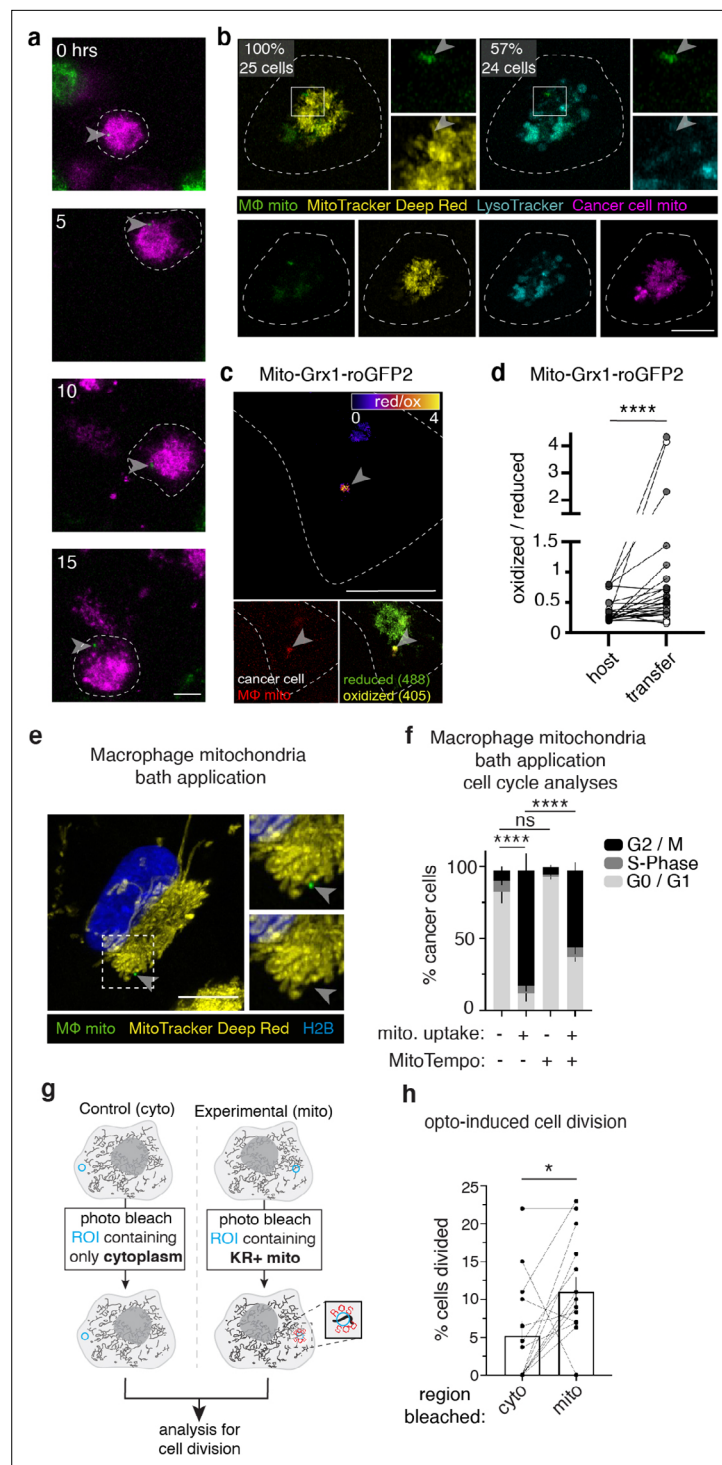 a
0 hrs
5
10
15
b
100%
25 cells
57%
24 cells
MΦ mito MitoTracker Deep Red LysoTracker Cancer cell mito
c
Mito-Grx1-roGFP2
red/ox
0 4
cancer cell
MΦ mito
reduced (488)
oxidized (405)
d
Mito-Grx1-roGFP2
****
4
3
2
1.5
1
0.5
0
oxidized / reduced
host
transfer
e
Macrophage mitochondria
bath application
MΦ mito MitoTracker Deep Red H2B
f
Macrophage mitochondria
bath application
cell cycle analyses
****
ns
****
G2 / M
S-Phase
G0 / G1
100
50
0
% cancer cells
mito. uptake: - + - +
MitoTempo: - - + +
g
Control (cyto)
Experimental (mito)
photo bleach
ROI containing
only cytoplasm
photo bleach
ROI containing
KR+ mito
analysis for
cell division
h
opto-induced cell division
*
25
20
15
10
5
0
% cells divided
region
bleached:
cyto
mito